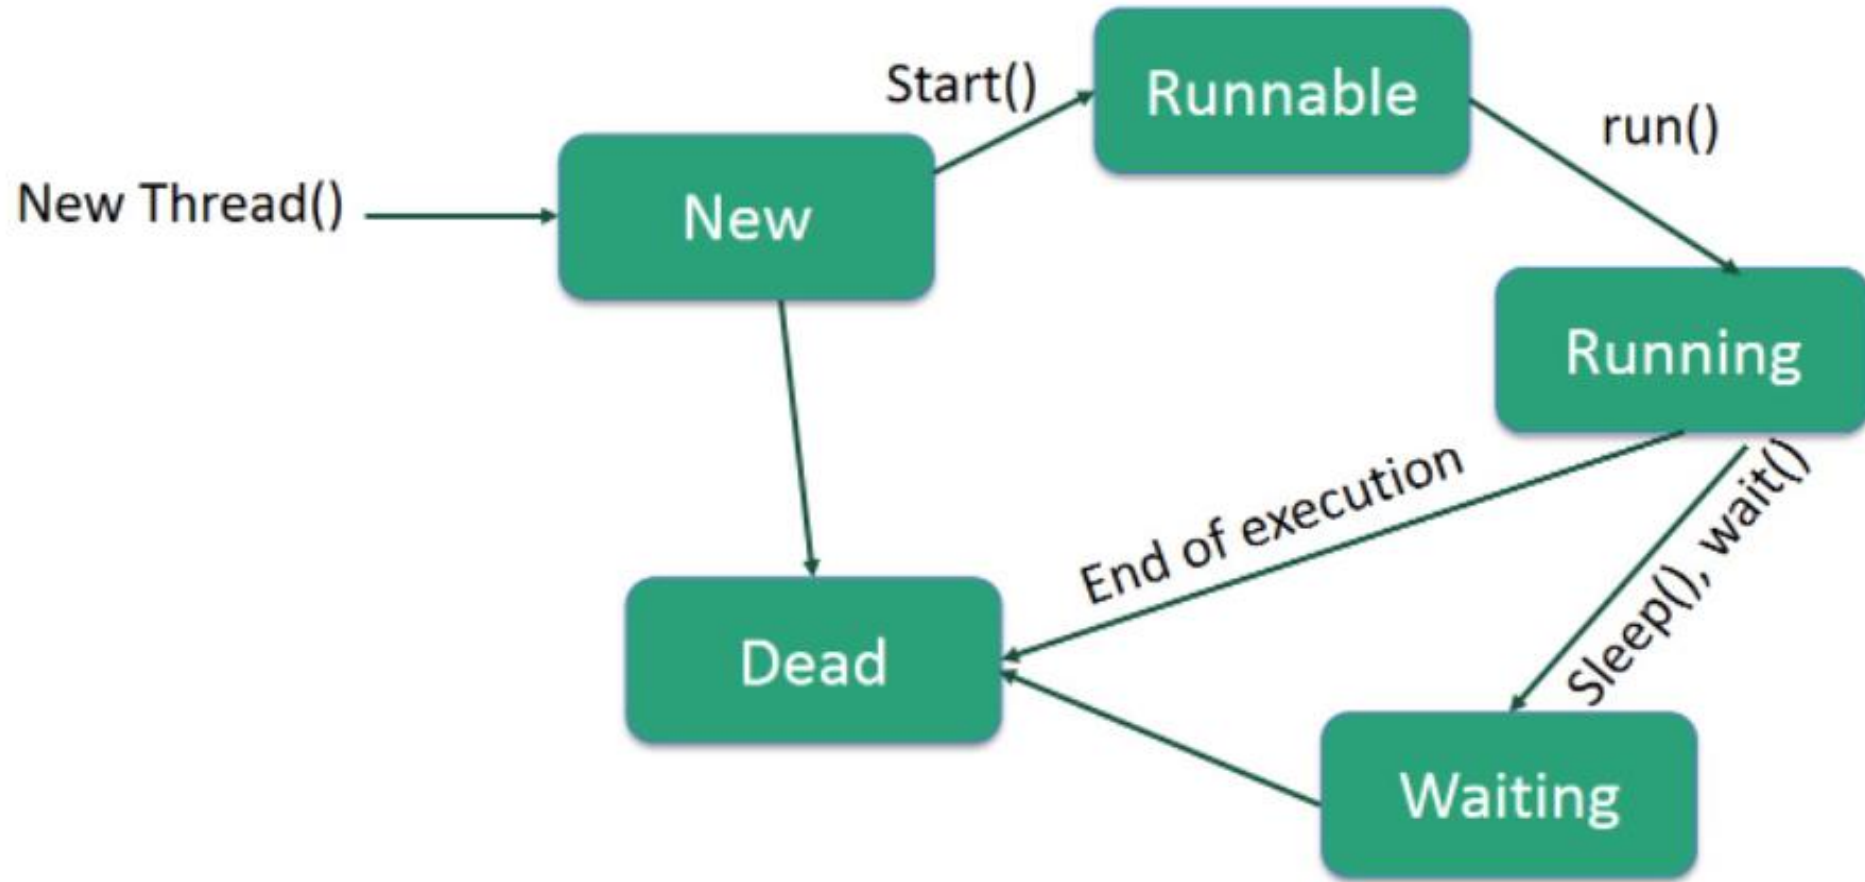 Start()
Runnable
run()
New Thread()
New
Running
End of execution
Sleep(), wait()
Dead
Waiting